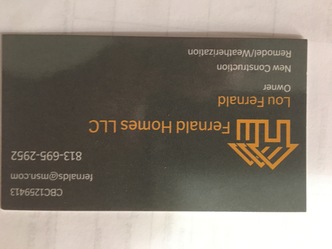 Fernald Homes LLC
Lou Fernald
Owner
New Construction
Remodel/Weatherization
813-695-2952
fernalds@msn.com
CBC1259413